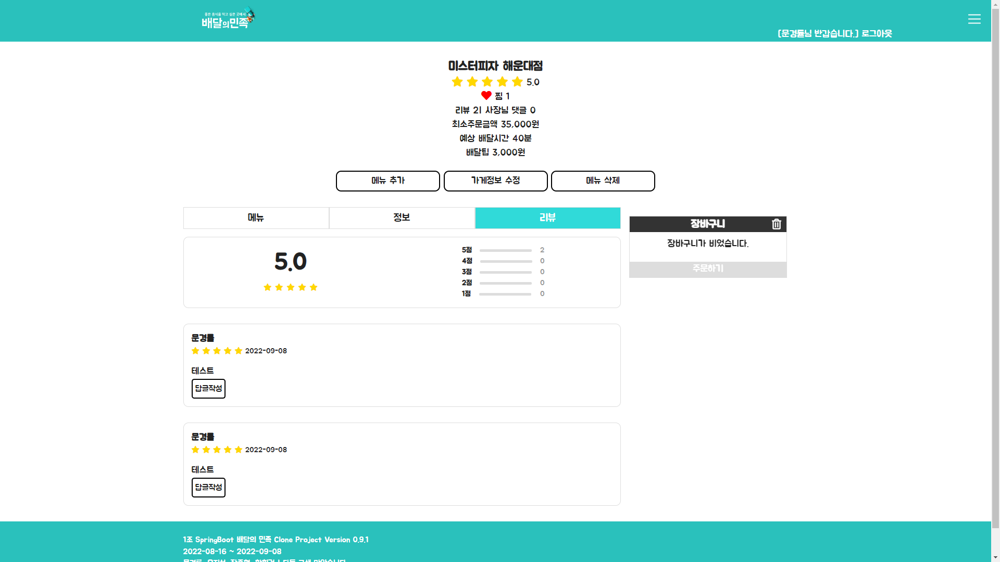 좋은 음식을 먹고 싶은 곳에서
배달의민족
[문경률님 반갑습니다.] 로그아웃
미스터피자 해운대점
5.0
찜 1
리뷰 2| 사장님 댓글 0
최소주문금액 35,000원
예상 배달시간 40분
배달팁 3,000원
메뉴 추가 가게정보 수정 메뉴 삭제
메뉴 정보 리뷰
장바구니
장바구니가 비었습니다.
주문하기
5.0
5점 2
4점 0
3점 0
2점 0
1점 0
문경률
2022-09-08
테스트
답글작성
문경률
2022-09-08
테스트
답글작성
1조 SpringBoot 배달의 민족 Clone Project Version 0.9.1
2022-08-16 ~ 2022-09-08